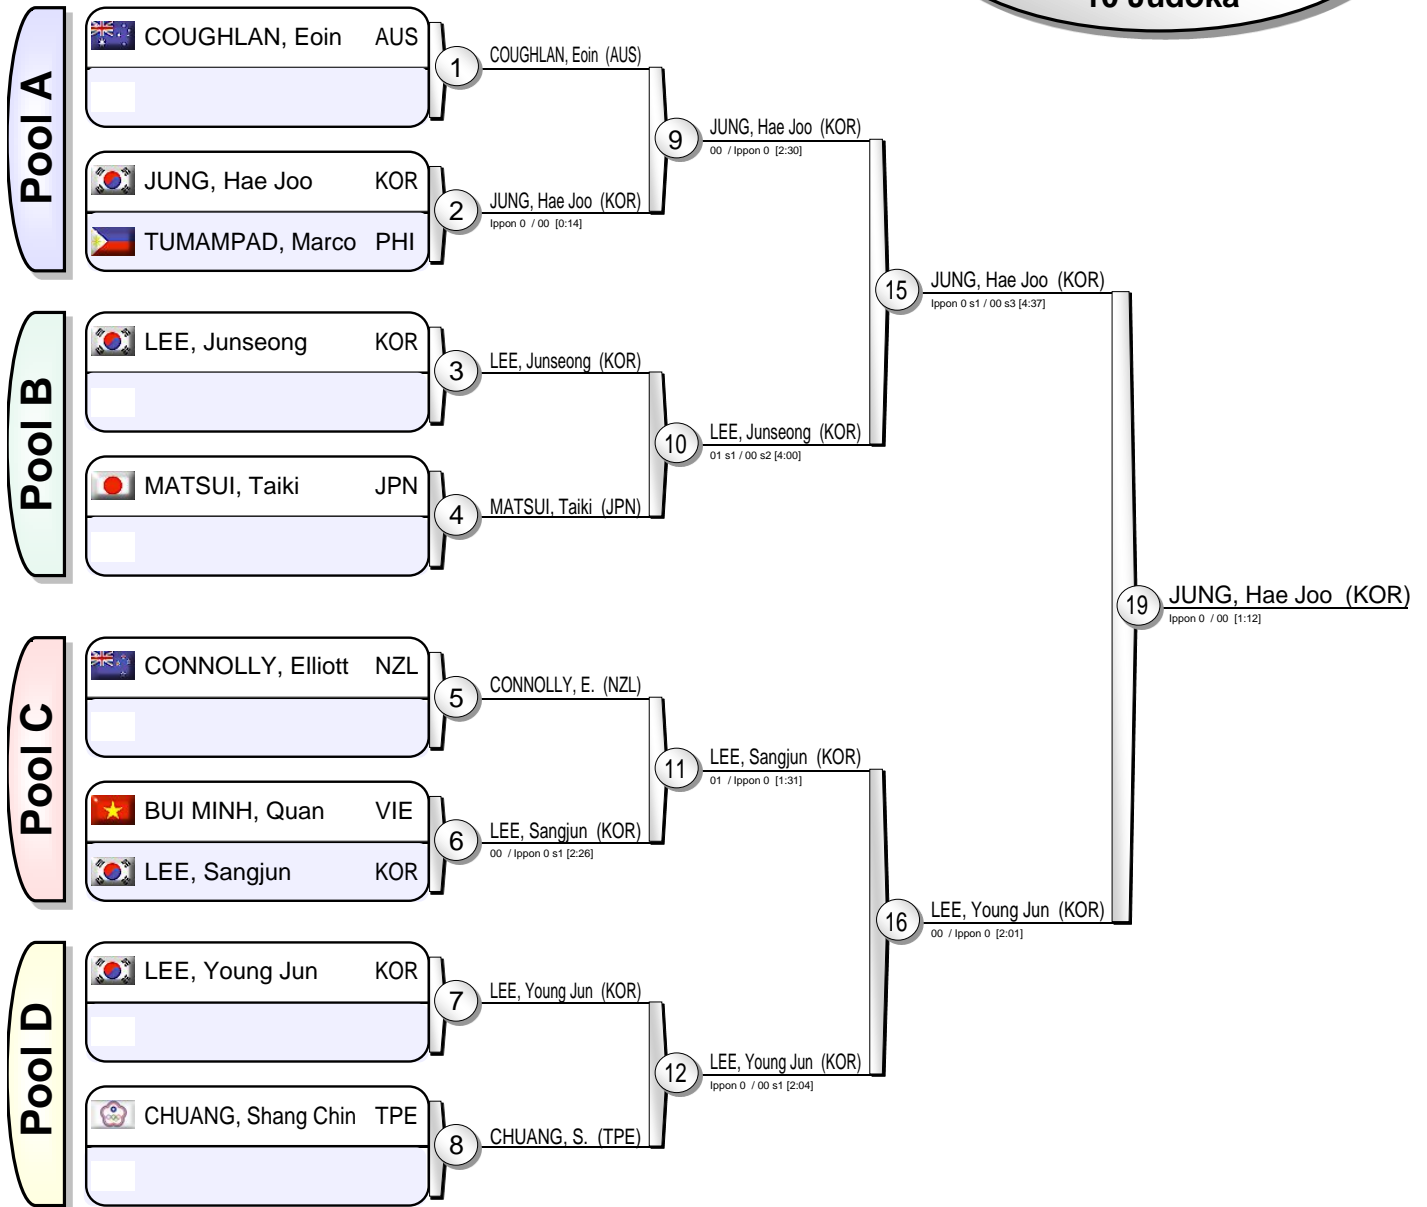 10 Judoka
Pool A
COUGHLAN, Eoin AUS
1
COUGHLAN, Eoin (AUS)
JUNG, Hae Joo KOR
TUMAMPAD, Marco PHI
2
JUNG, Hae Joo (KOR)
Ippon 0 / 00 [0:14]
9
JUNG, Hae Joo (KOR)
00 / Ippon 0 [2:30]
Pool B
LEE, Junseong KOR
3
LEE, Junseong (KOR)
MATSUI, Taiki JPN
4
MATSUI, Taiki (JPN)
10
LEE, Junseong (KOR)
01 s1 / 00 s2 [4:00]
15
JUNG, Hae Joo (KOR)
Ippon 0 s1 / 00 s3 [4:37]
Pool C
CONNOLLY, Elliott NZL
5
CONNOLLY, E. (NZL)
BUI MINH, Quan VIE
LEE, Sangjun KOR
6
LEE, Sangjun (KOR)
00 / Ippon 0 s1 [2:26]
11
LEE, Sangjun (KOR)
01 / Ippon 0 [1:31]
Pool D
LEE, Young Jun KOR
7
LEE, Young Jun (KOR)
CHUANG, Shang Chin TPE
8
CHUANG, S. (TPE)
12
LEE, Young Jun (KOR)
Ippon 0 / 00 s1 [2:04]
16
LEE, Young Jun (KOR)
00 / Ippon 0 [2:01]
19
JUNG, Hae Joo (KOR)
Ippon 0 / 00 [1:12]